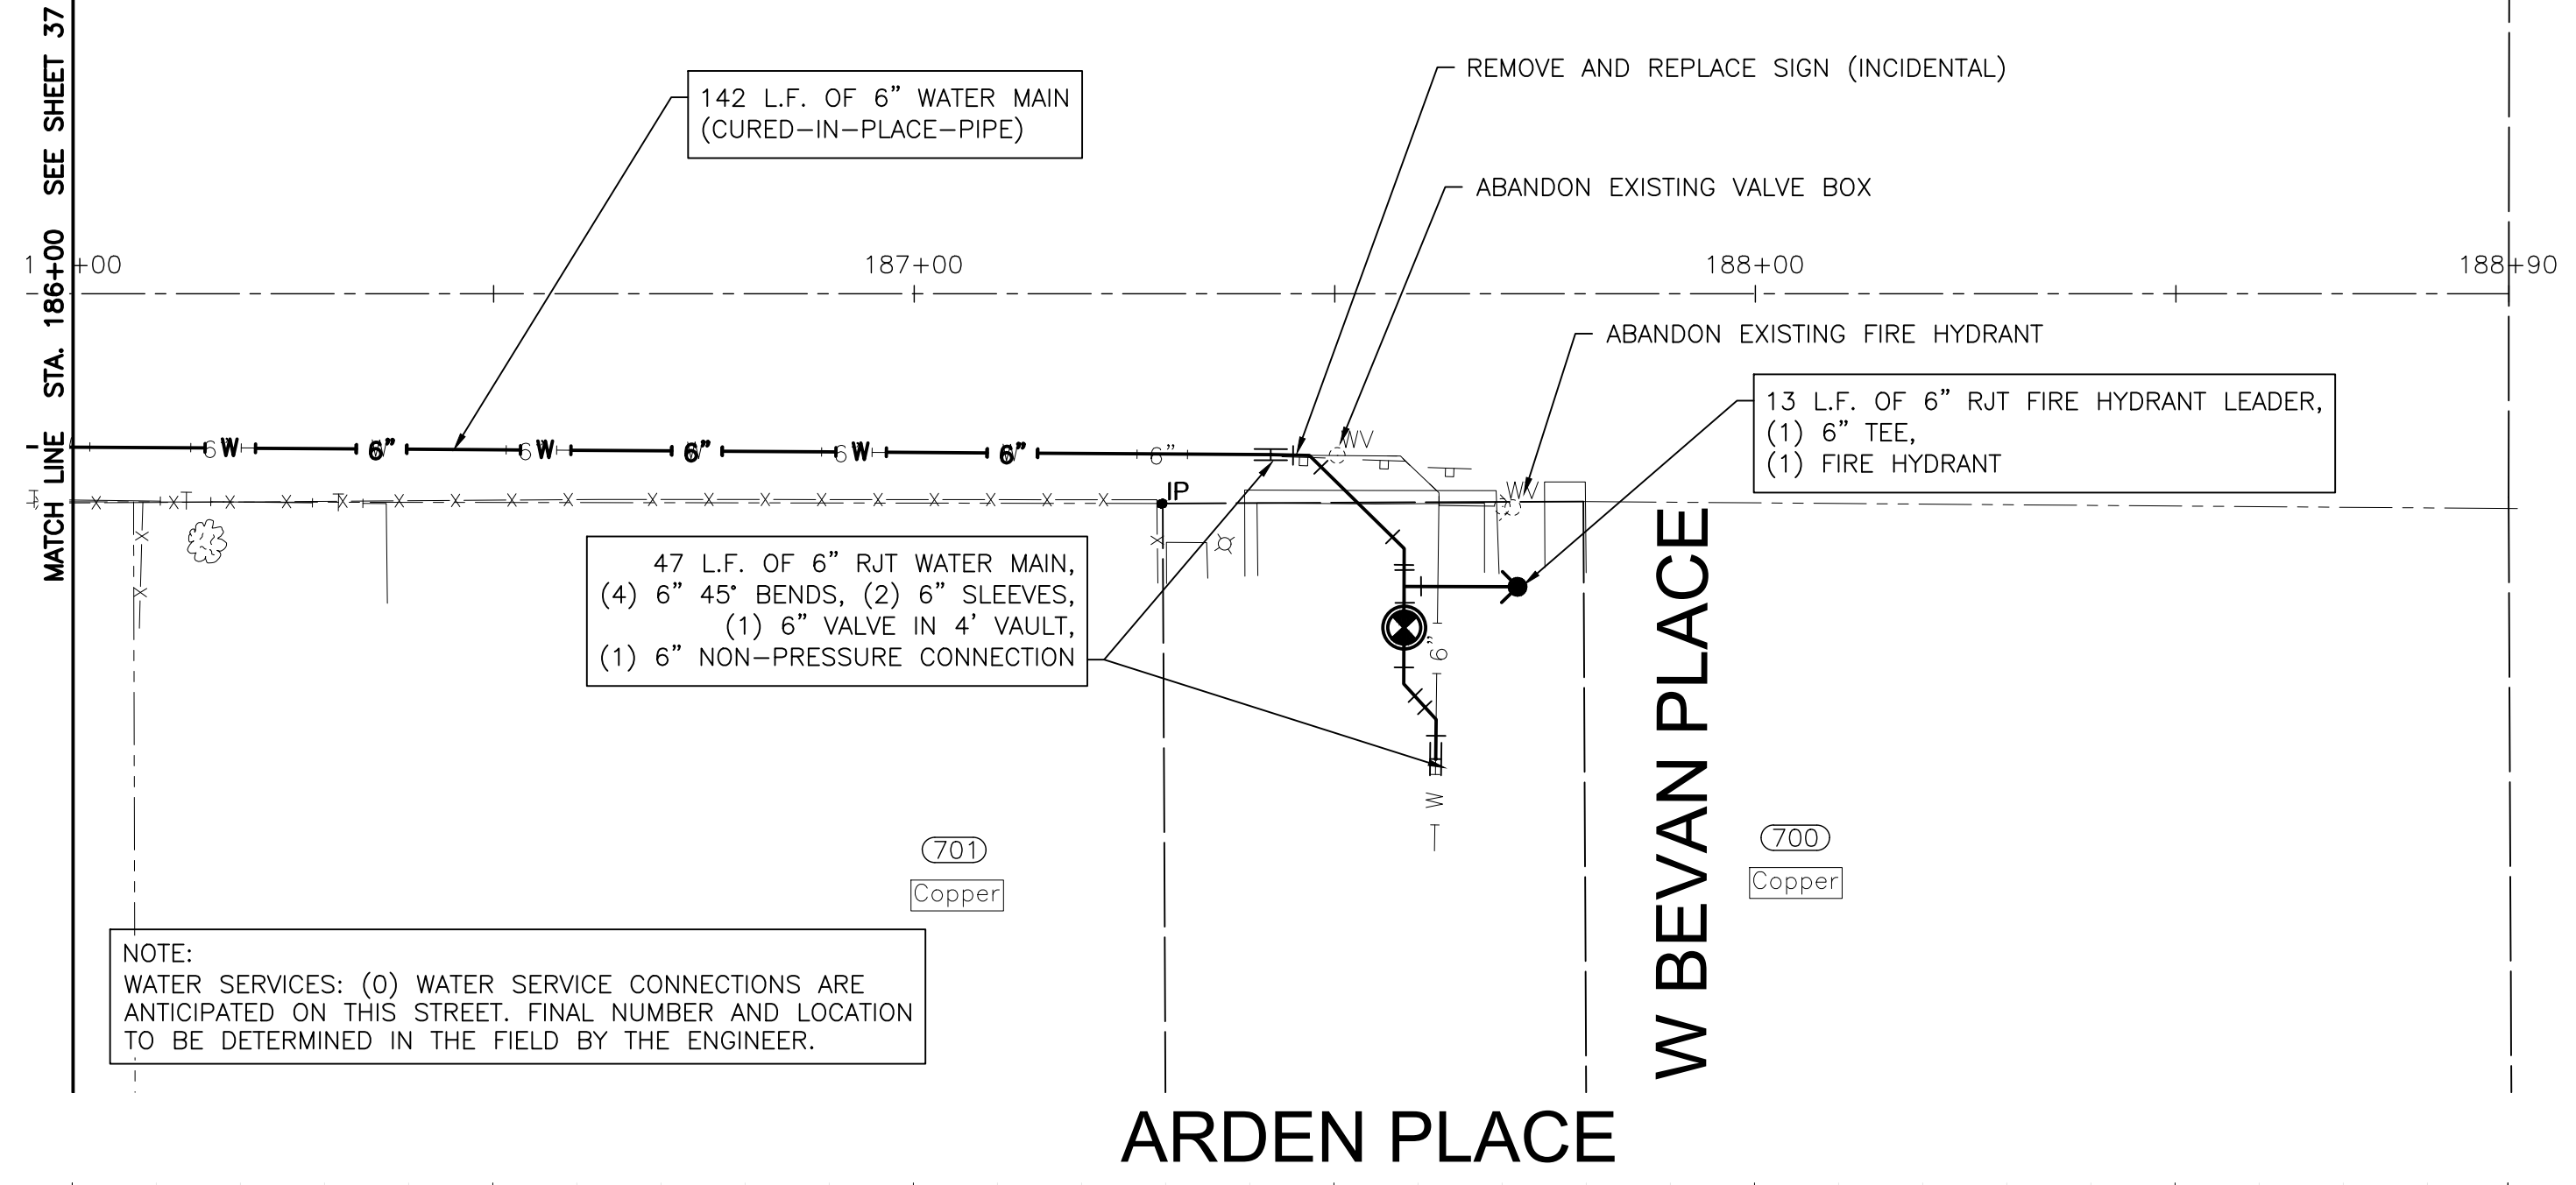 MATCH LINE STA. 186+00 SEE SHEET 37
142 L.F. OF 6" WATER MAIN
(CURED-IN-PLACE-PIPE)
REMOVE AND REPLACE SIGN (INCIDENTAL)
ABANDON EXISTING VALVE BOX
1 +00
187+00
188+00
188+90
ABANDON EXISTING FIRE HYDRANT
13 L.F. OF 6" RJT FIRE HYDRANT LEADER,
(1) 6" TEE,
(1) FIRE HYDRANT
W 6" W 6" W 6" 6"
WV
WV
IP
47 L.F. OF 6" RJT WATER MAIN,
(4) 6" 45° BENDS, (2) 6" SLEEVES,
(1) 6" VALVE IN 4' VAULT,
(1) 6" NON-PRESSURE CONNECTION
6"
W
W BEVAN PLACE
701
Copper
700
Copper
NOTE:
WATER SERVICES: (0) WATER SERVICE CONNECTIONS ARE
ANTICIPATED ON THIS STREET. FINAL NUMBER AND LOCATION
TO BE DETERMINED IN THE FIELD BY THE ENGINEER.
ARDEN PLACE